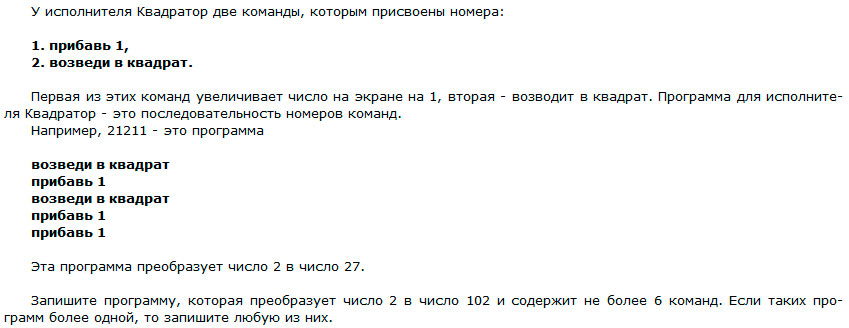 У исполнителя Квадратор две команды, которым присвоены номера:
1. прибавь 1,
2. возведи в квадрат.
Первая из этих команд увеличивает число на экране на 1, вторая - возводит в квадрат. Программа для исполните-
ля Квадратор - это последовательность номеров команд.
Например, 21211 - это программа
возведи в квадрат
прибавь 1
возведи в квадрат
прибавь 1
прибавь 1
Эта программа преобразует число 2 в число 27.
Запишите программу, которая преобразует число 2 в число 102 и содержит не более 6 команд. Если таких про-
грамм более одной, то запишите любую из них.